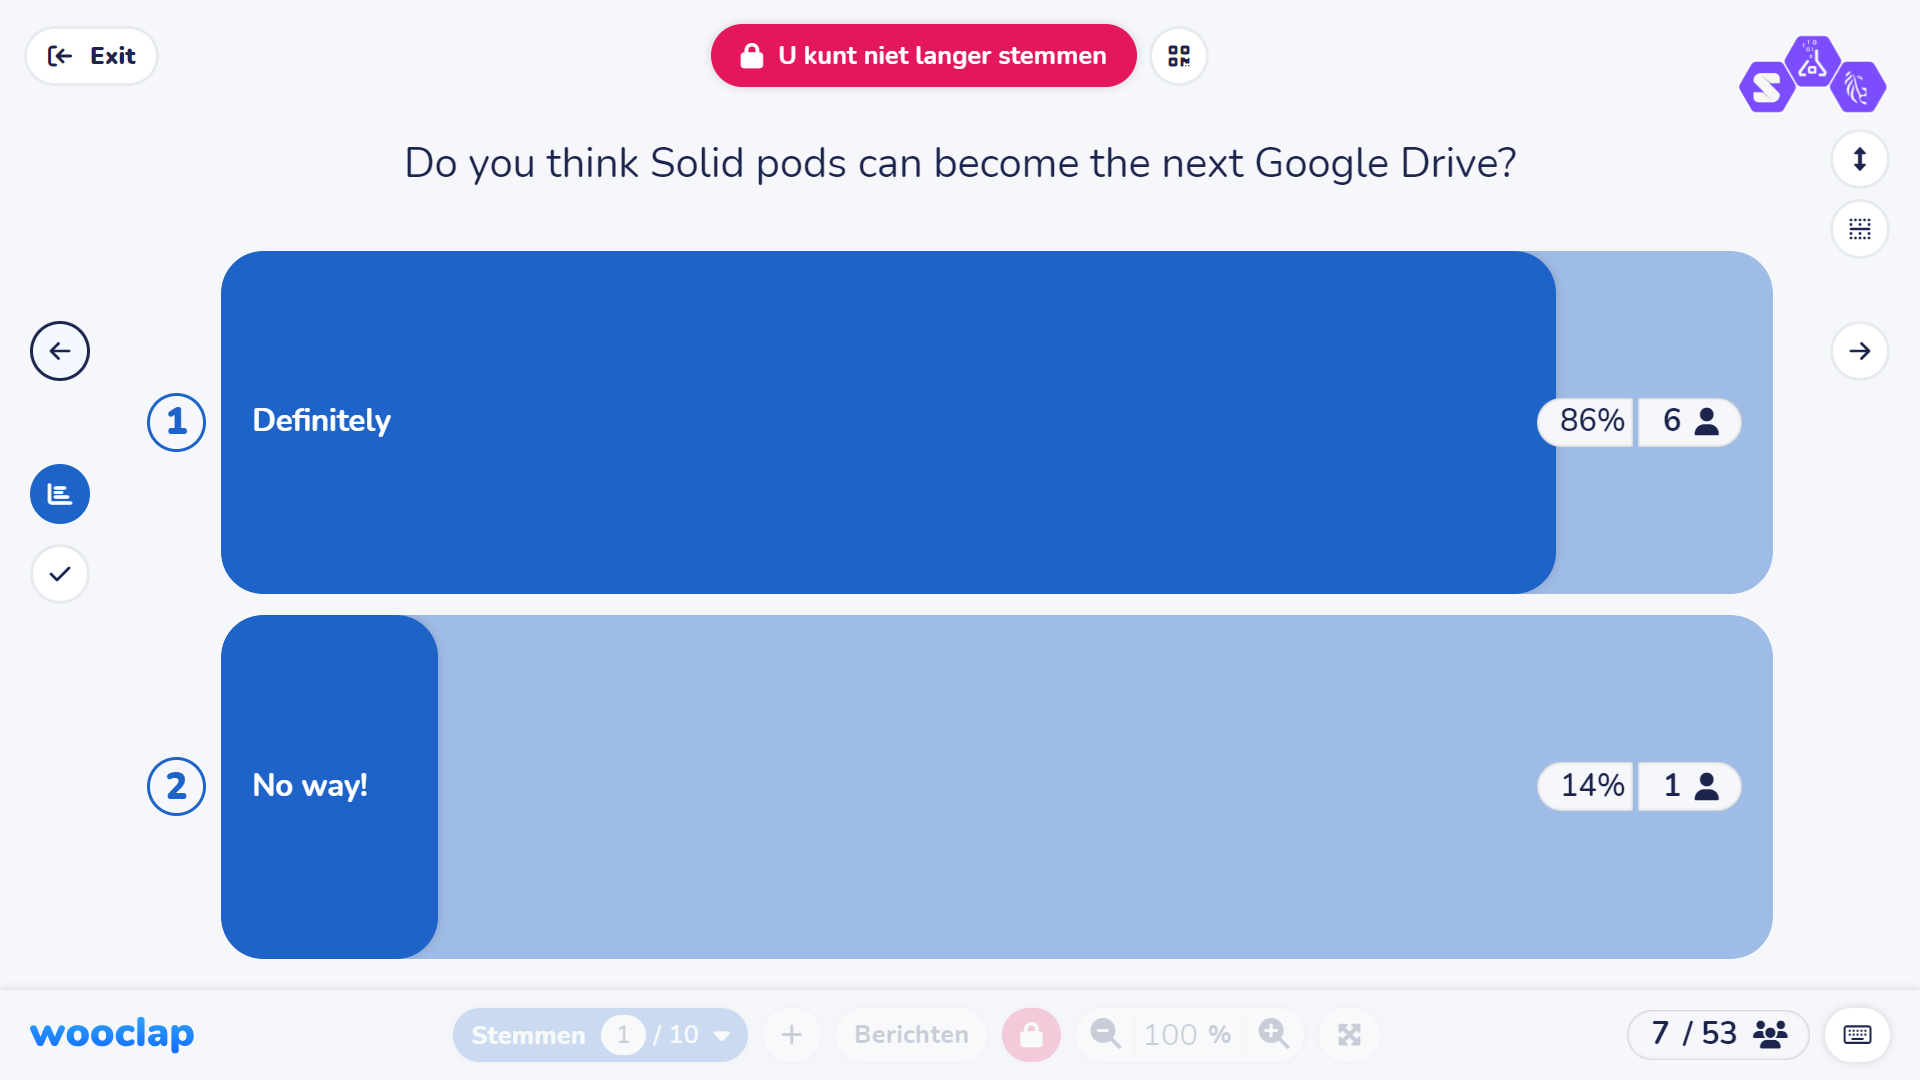 Exit
U kunt niet langer stemmen
Do you think Solid pods can become the next Google Drive?
1 Definitely 86% 6
2 No way! 14% 1
wooclap Stemmen 1 / 10 + Berichten 100 % 7 / 53